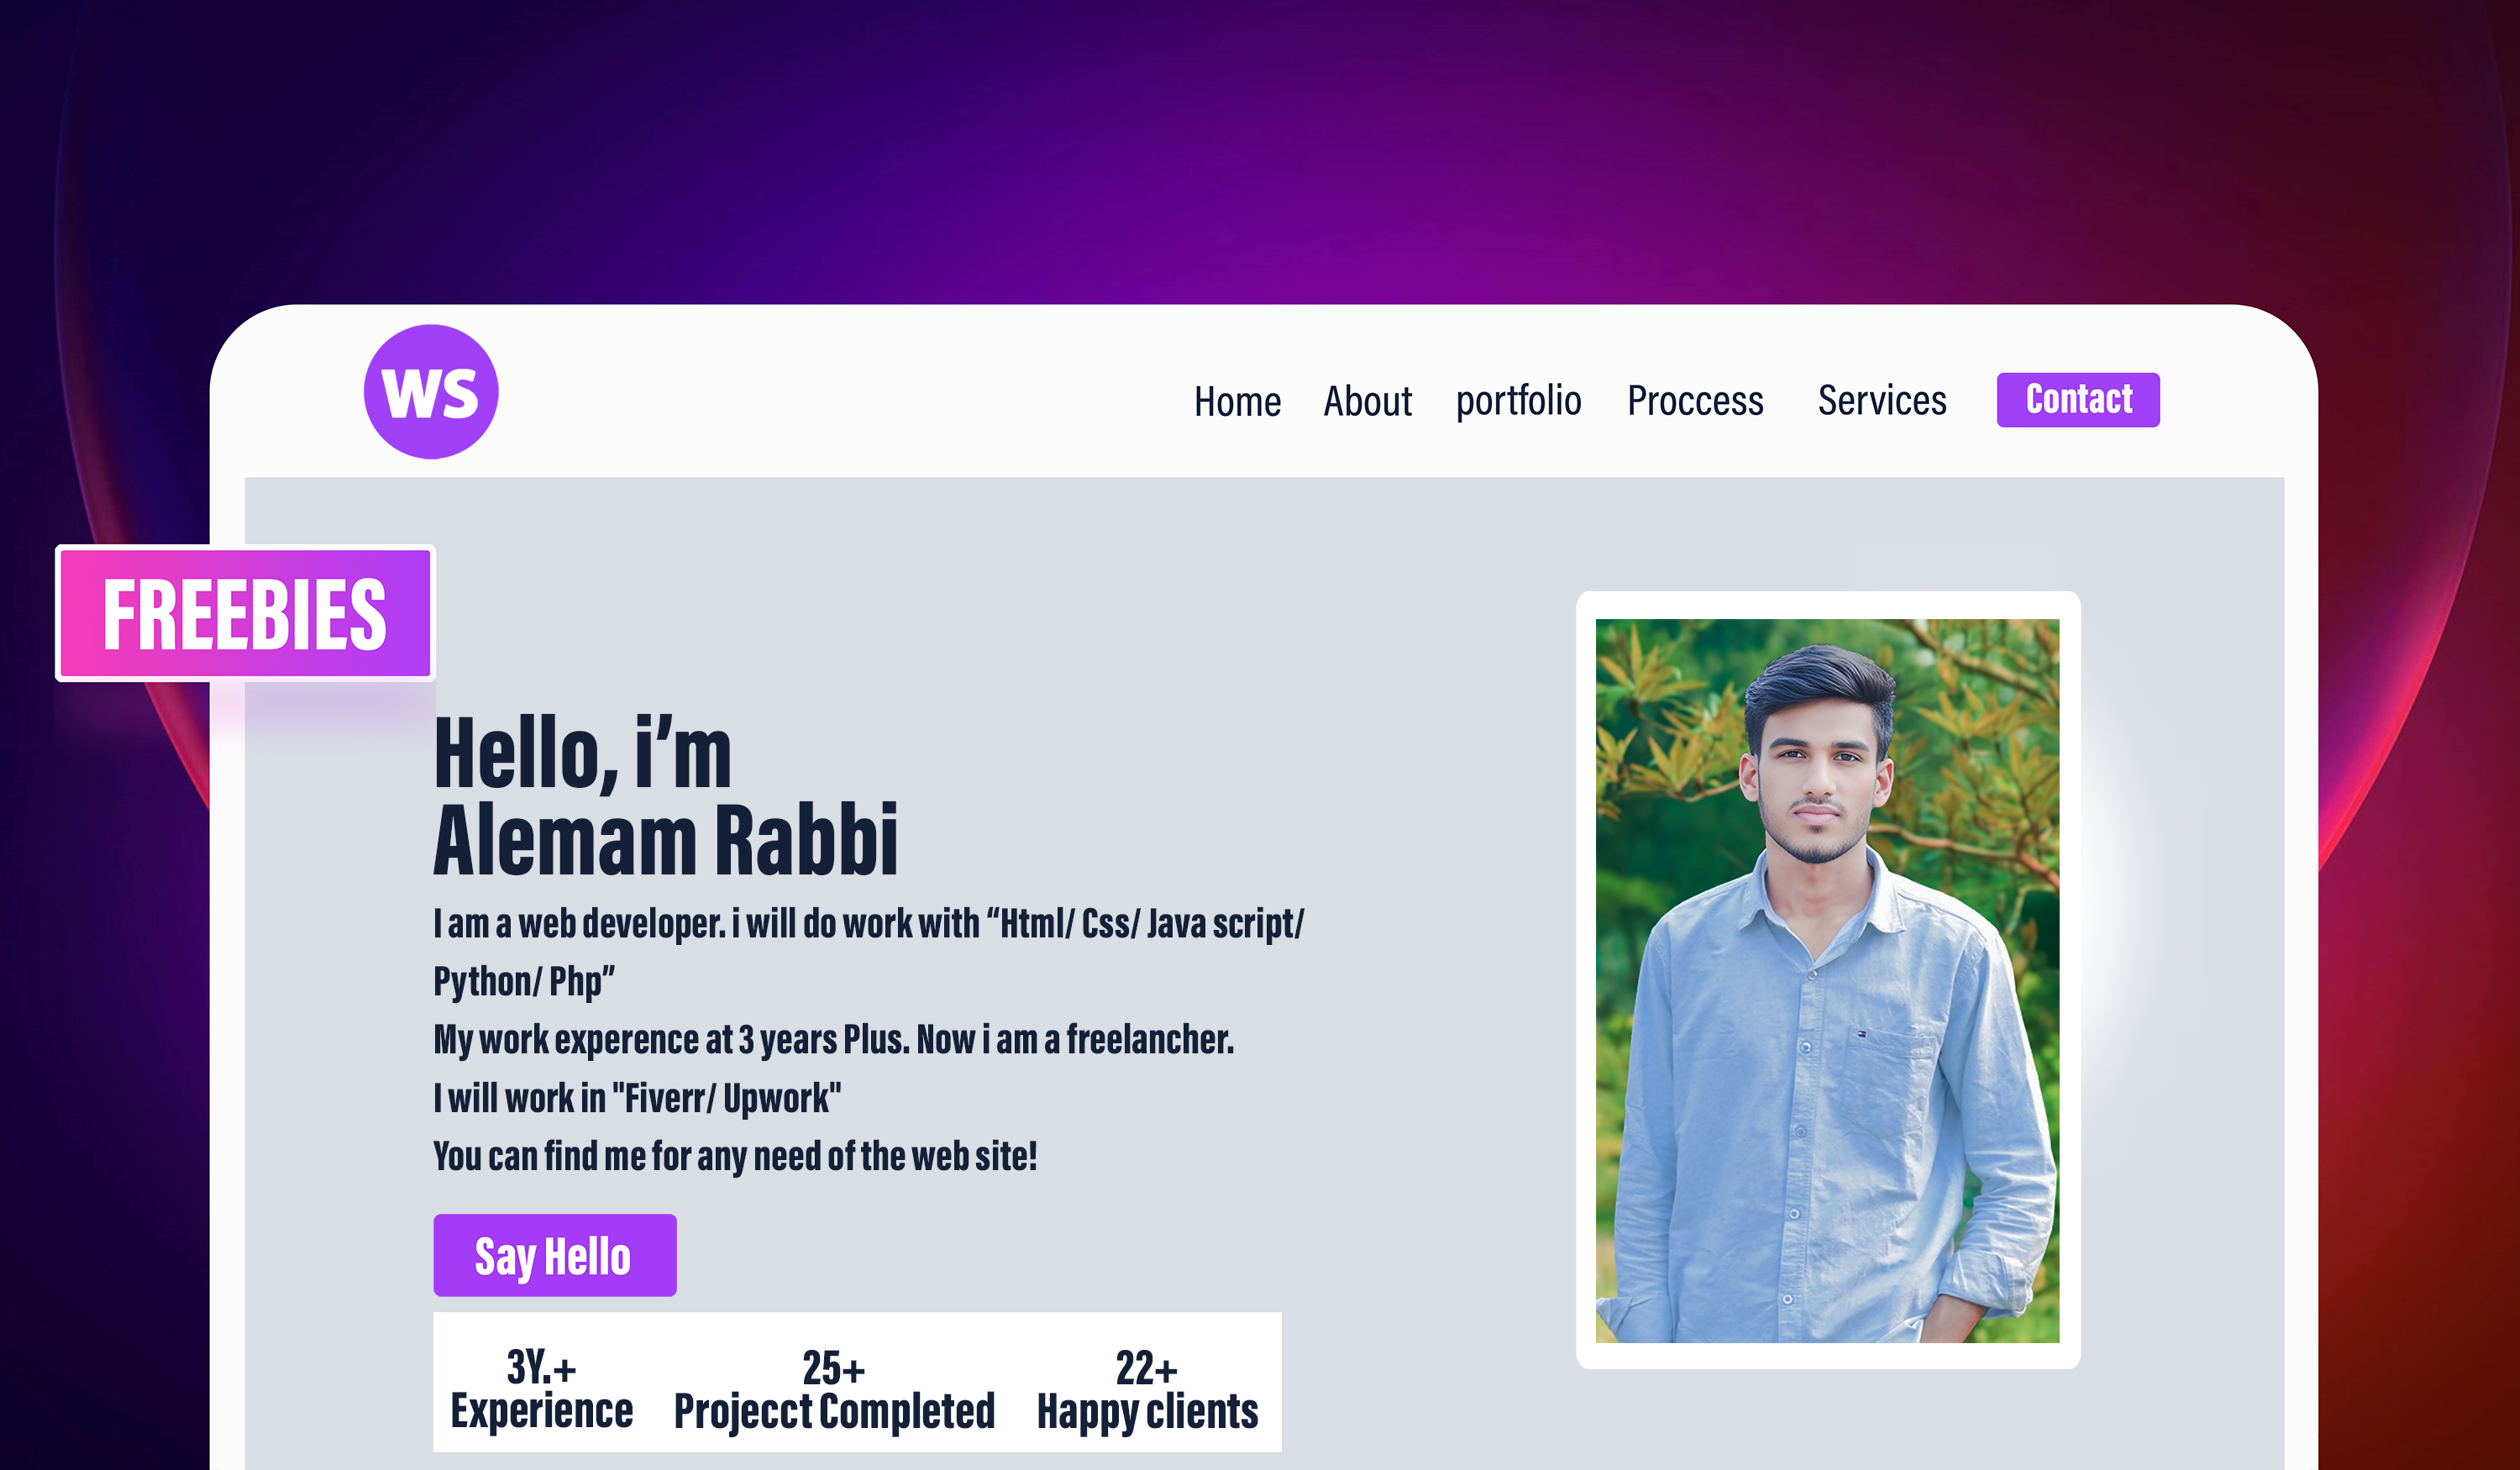 WS
Home About portfolio Proccess Services Contact
FREEBIES
Hello, i’m
Alemam Rabbi
I am a web developer. i will do work with “Html/ Css/ Java script/
Python/ Php”
My work experence at 3 years Plus. Now i am a freelancher.
I will work in "Fiverr/ Upwork"
You can find me for any need of the web site!
Say Hello
3Y.+ 25+ 22+
Experience Projecct Completed Happy clients